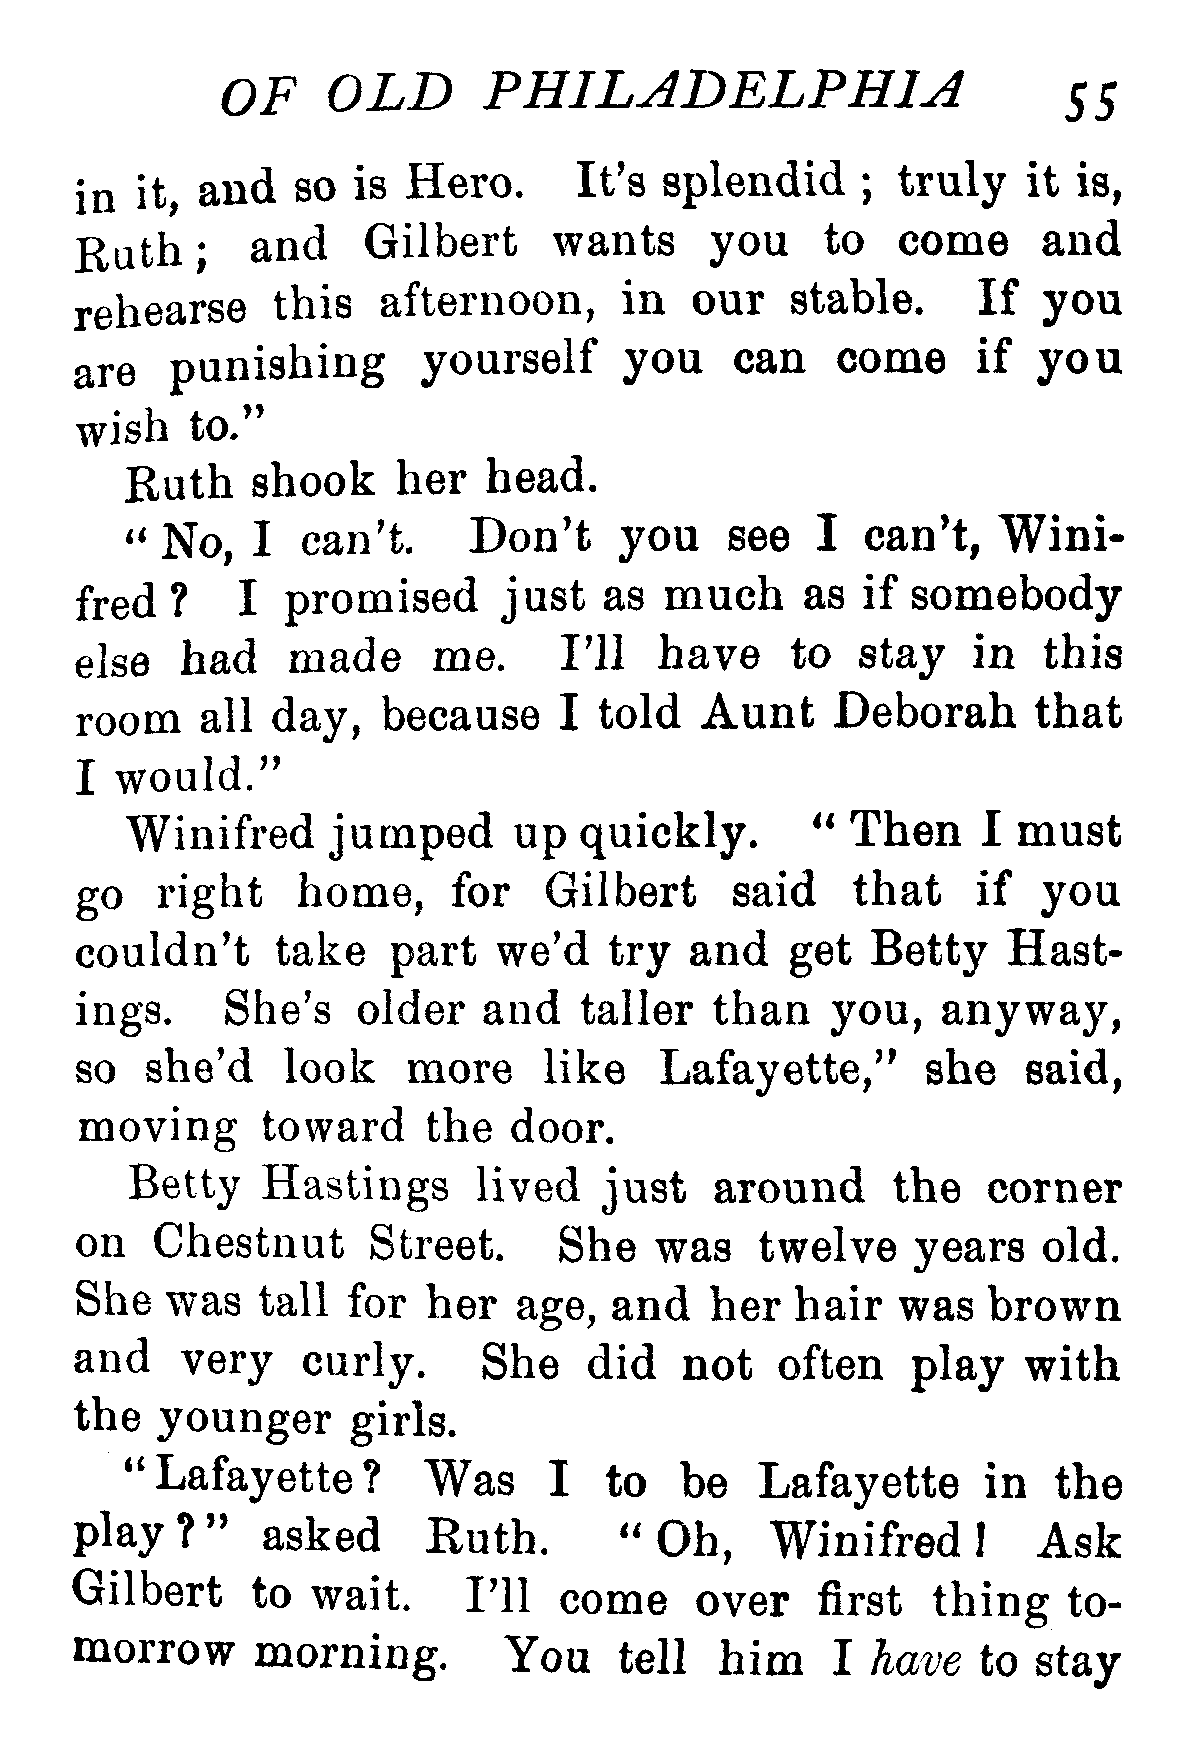 OF OLD PHILADELPHIA 55
in it, and so is Hero. It's splendid ; truly it is,
Ruth ; and Gilbert wants you to come and
rehearse this afternoon, in our stable. If you
are punishing yourself you can come if you
wish to."
Ruth shook her head.
" No, I can't. Don't you see I can't, Wini-
fred ? I promised just as much as if somebody
else had made me. I'll have to stay in this
room all day, because I told Aunt Deborah that
I would."
Winifred jumped up quickly. " Then I must
go right home, for Gilbert said that if you
couldn't take part we'd try and get Betty Hast-
ings. She's older and taller than you, anyway,
so she'd look more like Lafayette," she said,
moving toward the door.
Betty Hastings lived just around the corner
on Chestnut Street. She was twelve years old.
She was tall for her age, and her hair was brown
and very curly. She did not often play with
the younger girls.
" Lafayette ? Was I to be Lafayette in the
play ? " asked Ruth. " Oh, Winifred ! Ask
Gilbert to wait. I'll come over first thing to-
morrow morning. You tell him I have to stay